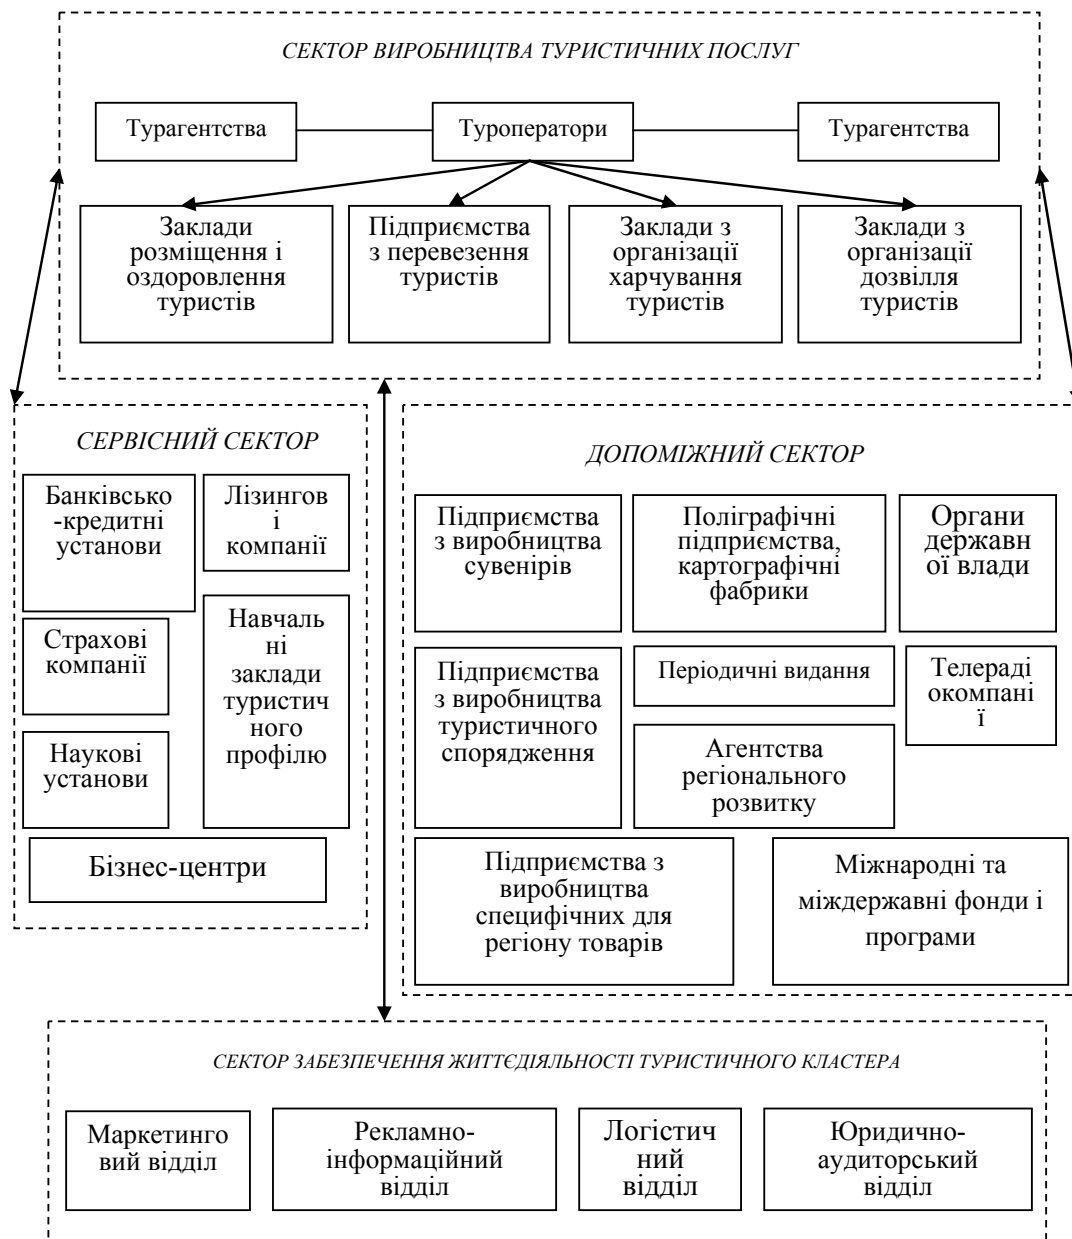 СЕКТОР ВИРОБНИЦТВА ТУРИСТИЧНИХ ПОСЛУГ
Турагентства
Туроператори
Турагентства
Заклади
розміщення і
оздоровлення
туристів
Підприємства
з перевезення
туристів
Заклади з
організації
харчування
туристів
Заклади з
організації
дозвілля
туристів
СЕРВІСНИЙ СЕКТОР
Банківсько
-кредитні
установи
Лізингов
і
компанії
Страхові
компанії
Навчаль
ні
заклади
туристич
ного
профілю
Наукові
установи
Бізнес-центри
ДОПОМІЖНИЙ СЕКТОР
Підприємства
з виробництва
сувенірів
Поліграфічні
підприємства,
картографічні
фабрики
Органи
державн
ої влади
Підприємства
з виробництва
туристичного
спорядження
Періодичні видання
Телераді
окомпані
ї
Агентства
регіонального
розвитку
Підприємства з
виробництва
специфічних для
регіону товарів
Міжнародні та
міждержавні фонди і
програми
СЕКТОР ЗАБЕЗПЕЧЕННЯ ЖИТТЄДІЯЛЬНОСТІ ТУРИСТИЧНОГО КЛАСТЕРА
Маркетинго
вий відділ
Рекламно-
інформаційний
відділ
Логістич
ний
відділ
Юридично-
аудиторський
відділ